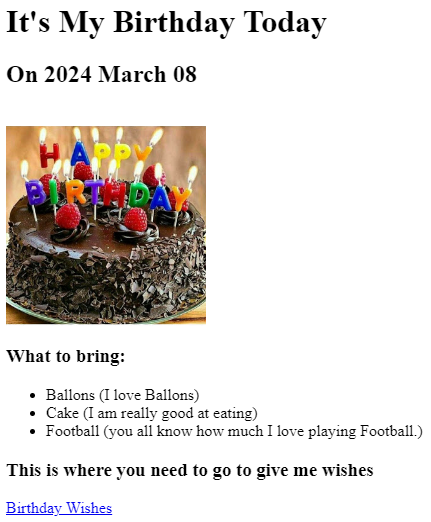 It's My Birthday Today
On 2024 March 08
HAPPY
BIRTHDAY
What to bring:
Ballons (I love Ballons)
Cake (I am really good at eating)
Football (you all know how much I love playing Football.)
This is where you need to go to give me wishes
Birthday Wishes